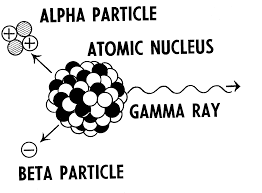 ALPHA PARTICLE
ATOMIC NUCLEUS
GAMMA RAY
BETA PARTICLE